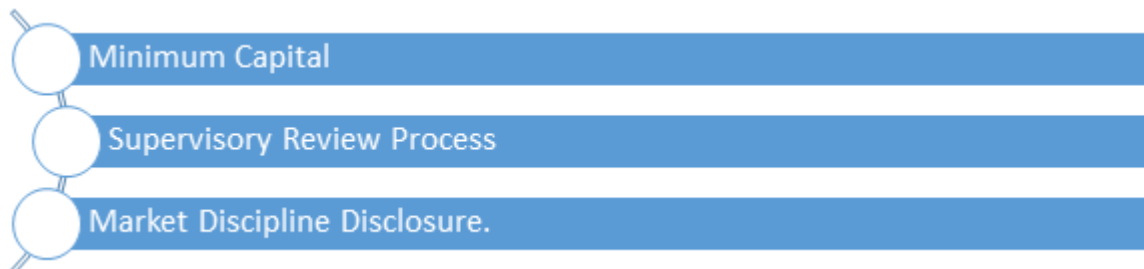 Minimum Capital
Supervisory Review Process
Market Discipline Disclosure.